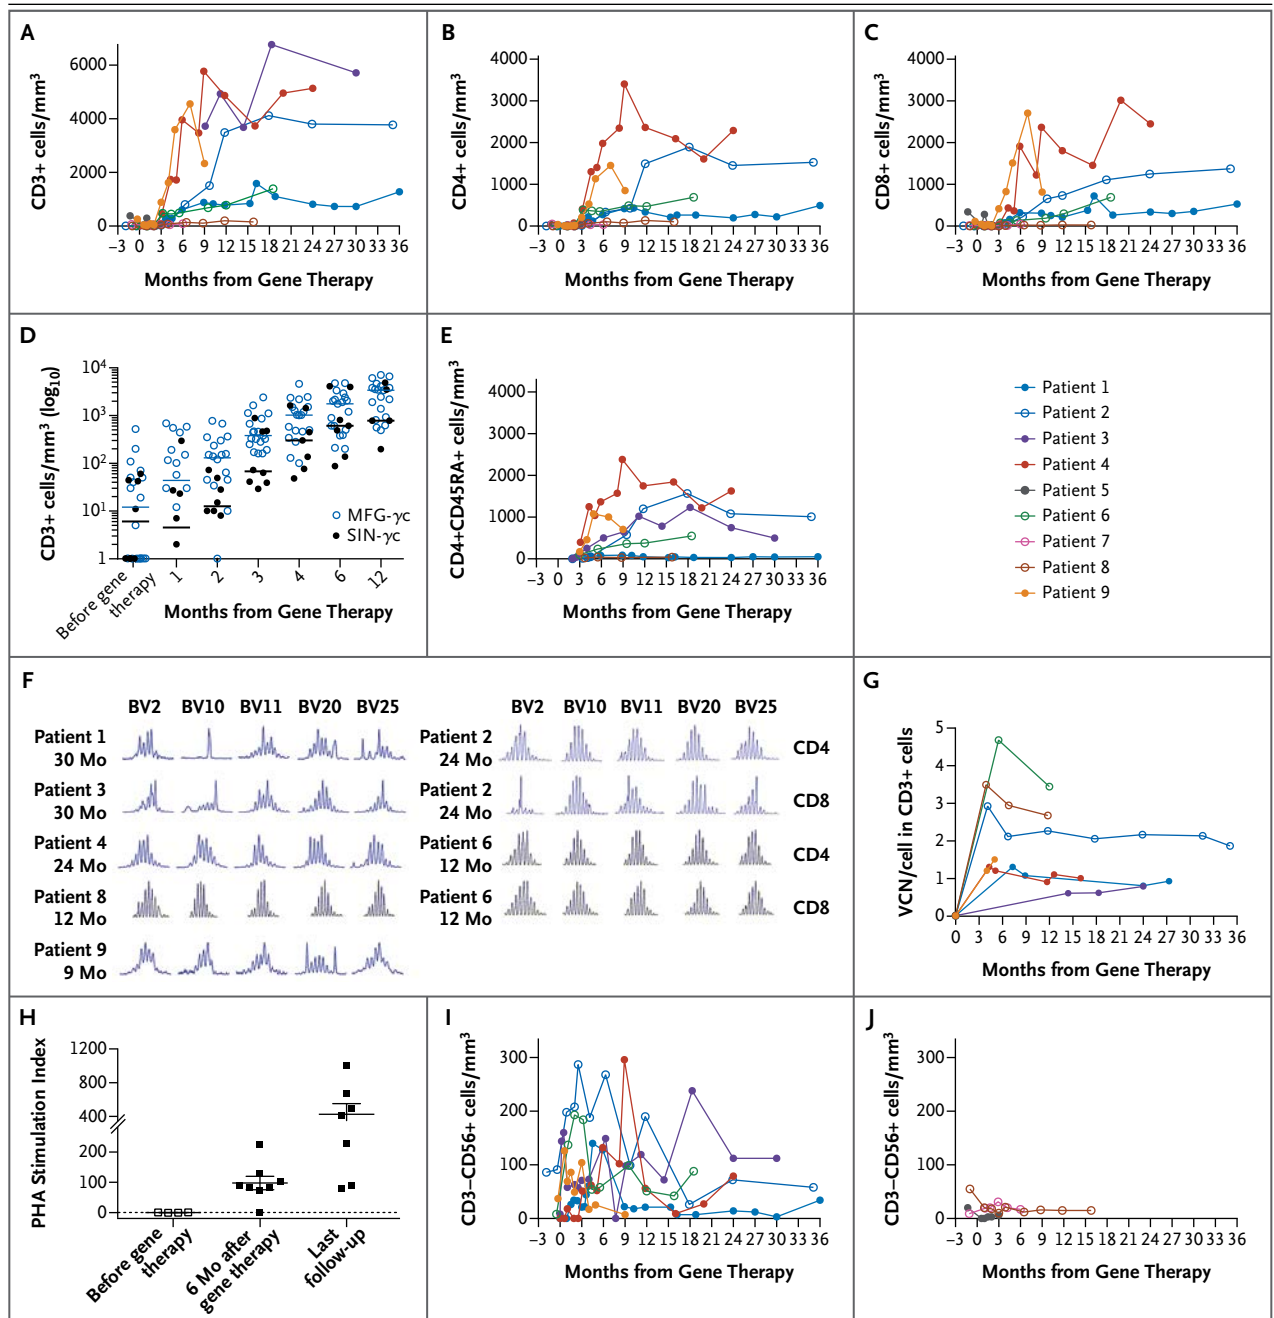 A
CD3+ cells/mm³
6000
4000
2000
0
−3 0 3 6 9 12 15 18 21 24 27 30 33 36
Months from Gene Therapy
B
CD4+ cells/mm³
4000
3000
2000
1000
0
−3 0 3 6 9 12 15 18 21 24 27 30 33 36
Months from Gene Therapy
C
CD8+ cells/mm³
4000
3000
2000
1000
0
−3 0 3 6 9 12 15 18 21 24 27 30 33 36
Months from Gene Therapy
D
CD3+ cells/mm³ (log₁₀)
10⁴
10³
10²
10¹
1
MFG-γc
SIN-γc
Before gene therapy
1 2 3 4 6 12
Months from Gene Therapy
E
CD4+CD45RA+ cells/mm³
4000
3000
2000
1000
0
−3 0 3 6 9 12 15 18 21 24 27 30 33 36
Months from Gene Therapy
Patient 1
Patient 2
Patient 3
Patient 4
Patient 5
Patient 6
Patient 7
Patient 8
Patient 9
F
BV2 BV10 BV11 BV20 BV25
Patient 1
30 Mo
Patient 3
30 Mo
Patient 4
24 Mo
Patient 8
12 Mo
Patient 9
9 Mo
BV2 BV10 BV11 BV20 BV25
Patient 2
24 Mo
CD4
Patient 2
24 Mo
CD8
Patient 6
12 Mo
CD4
Patient 6
12 Mo
CD8
G
VCN/cell in CD3+ cells
5
4
3
2
1
0
0 3 6 9 12 15 18 21 24 27 30 33 36
Months from Gene Therapy
H
PHA Stimulation Index
1200
800
400
200
100
0
Before gene therapy
6 Mo after gene therapy
Last follow-up
I
CD3−CD56+ cells/mm³
300
200
100
0
−3 0 3 6 9 12 15 18 21 24 27 30 33 36
Months from Gene Therapy
J
CD3−CD56+ cells/mm³
300
200
100
0
−3 0 3 6 9 12 15 18 21 24 27 30 33 36
Months from Gene Therapy